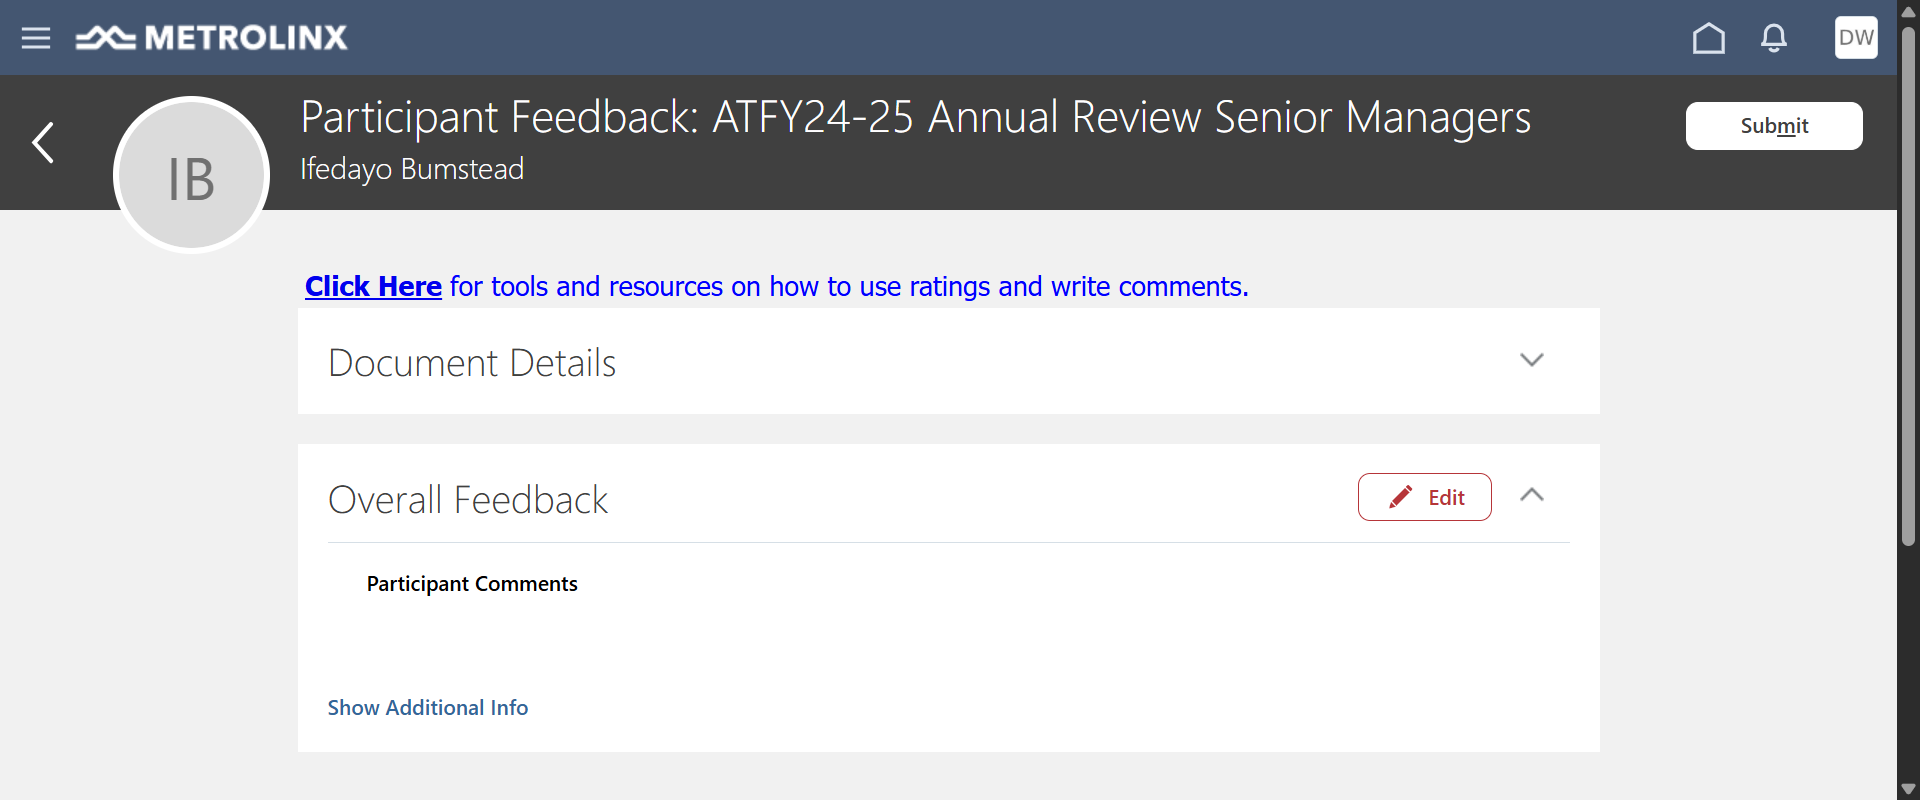 METROLINX
DW
Participant Feedback: ATFY24-25 Annual Review Senior Managers
Submit
IB
Ifedayo Bumstead
Click Here for tools and resources on how to use ratings and write comments.
Document Details
Overall Feedback
Edit
Participant Comments
Show Additional Info